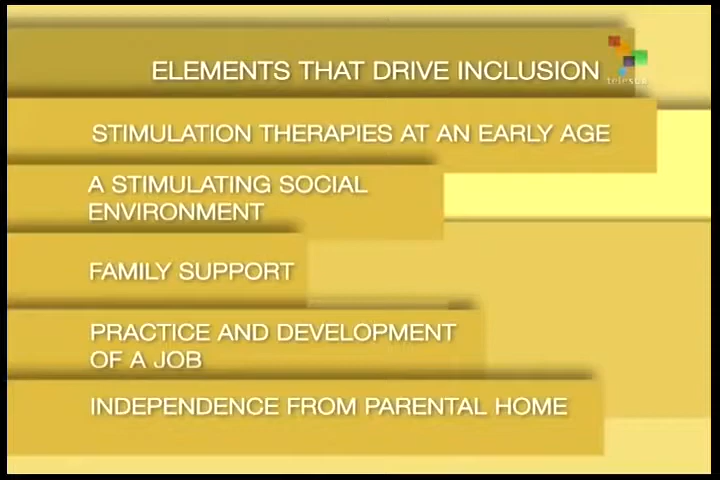 ELEMENTS THAT DRIVE INCLUSION
telesur
STIMULATION THERAPIES AT AN EARLY AGE
A STIMULATING SOCIAL
ENVIRONMENT
FAMILY SUPPORT
PRACTICE AND DEVELOPMENT
OF A JOB
INDEPENDENCE FROM PARENTAL HOME